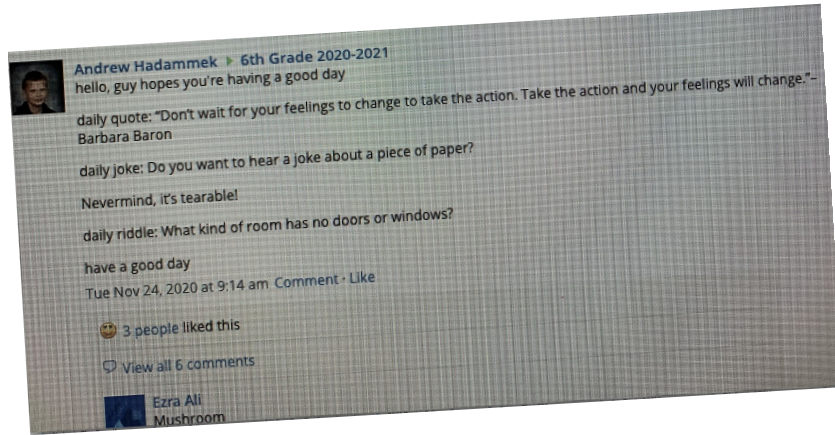 Andrew Hadammek ▸ 6th Grade 2020-2021
hello, guy hopes you're having a good day
daily quote: "Don't wait for your feelings to change to take the action. Take the action and your feelings will change."–
Barbara Baron
daily joke: Do you want to hear a joke about a piece of paper?
Nevermind, it's tearable!
daily riddle: What kind of room has no doors or windows?
have a good day
Tue Nov 24, 2020 at 9:14 am Comment · Like
3 people liked this
View all 6 comments
Ezra Ali
Mushroom